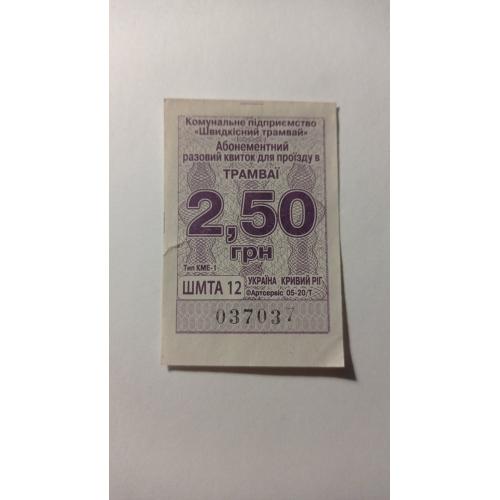 Комунальне підприємство
«Швидкісний трамвай»
Абонементний
разовий квиток для проїзду в
ТРАМВАЇ
2,50
грн
Тип КМЕ-1
ШМТА 12
УКРАЇНА КРИВИЙ РІГ
©Артсервіс 05-20/Т
037037